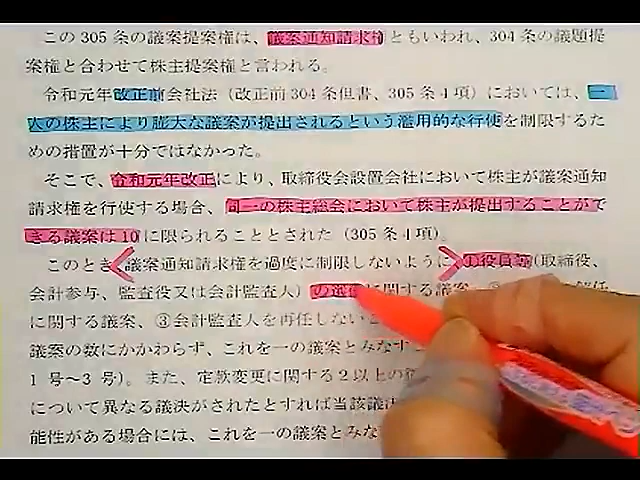 この305条の議案提案権は、議案通知請求権ともいわれ、304条の議題提
案権と合わせて株主提案権と言われる。
令和元年改正前会社法（改正前304条但書、305条4項）においては、一
人の株主により膨大な議案が提出されるという濫用的な行使を制限するた
めの措置が十分ではなかった。
そこで、令和元年改正により、取締役会設置会社において株主が議案通知
請求権を行使する場合、同一の株主総会において株主が提出することがで
きる議案は10に限られることとされた（305条4項）。
このとき〈議案通知請求権を過度に制限しないように〉①役員等（取締役、
会計参与、監査役又は会計監査人）の選任に関する議案、
に関する議案、③会計監査人を再任しない
議案の数にかかわらず、これを一の議案とみなす
1号～3号）。また、定款変更に関する2以上の
について異なる議決がされたとすれば当該議決
能性がある場合には、これを一の議案とみな